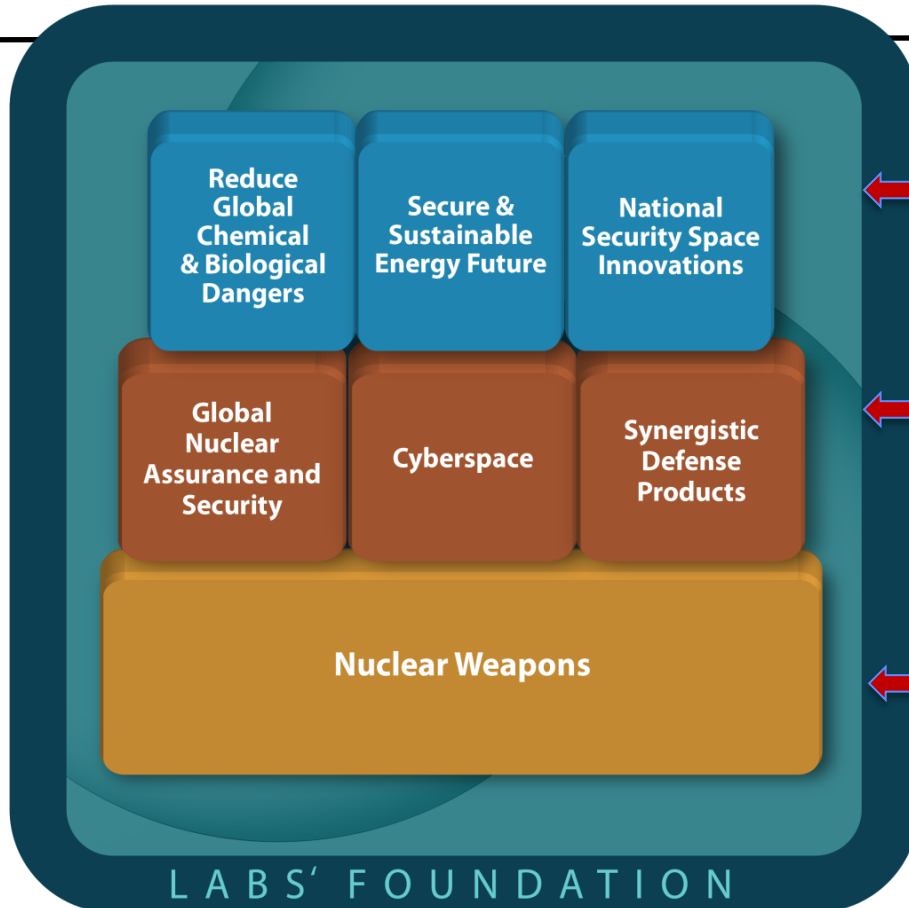 Reduce
Global
Chemical
& Biological
Dangers
Secure &
Sustainable
Energy Future
National
Security Space
Innovations
Global
Nuclear
Assurance and
Security
Cyberspace
Synergistic
Defense
Products
Nuclear Weapons
LABS‘ FOUNDATION